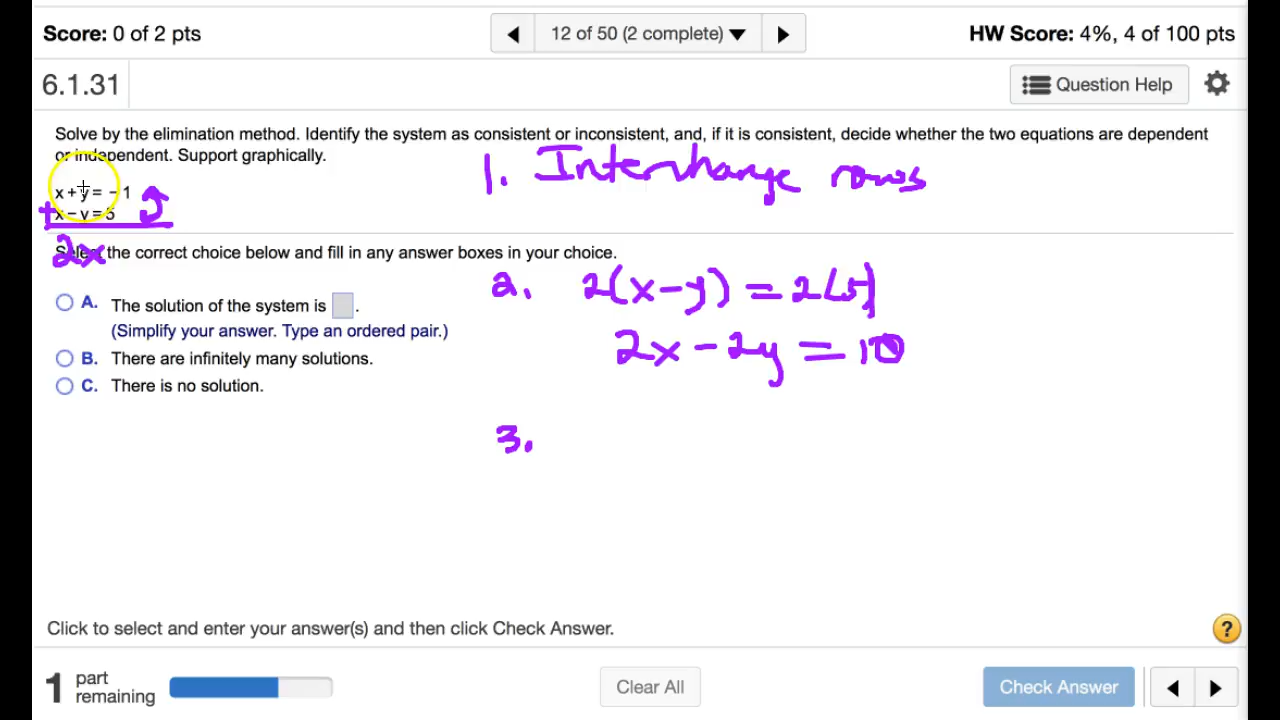 Score: 0 of 2 pts
12 of 50 (2 complete)
HW Score: 4%, 4 of 100 pts
6.1.31
Question Help
Solve by the elimination method. Identify the system as consistent or inconsistent, and, if it is consistent, decide whether the two equations are dependent
or independent. Support graphically.
1. Interchange rows
x + y = - 1
+ x - y = 5
2x
Select the correct choice below and fill in any answer boxes in your choice.
2. 2(x-y) = 2(5)
2x - 2y = 10
A. The solution of the system is .
(Simplify your answer. Type an ordered pair.)
B. There are infinitely many solutions.
C. There is no solution.
3.
Click to select and enter your answer(s) and then click Check Answer.
?
1 part
remaining
Clear All
Check Answer